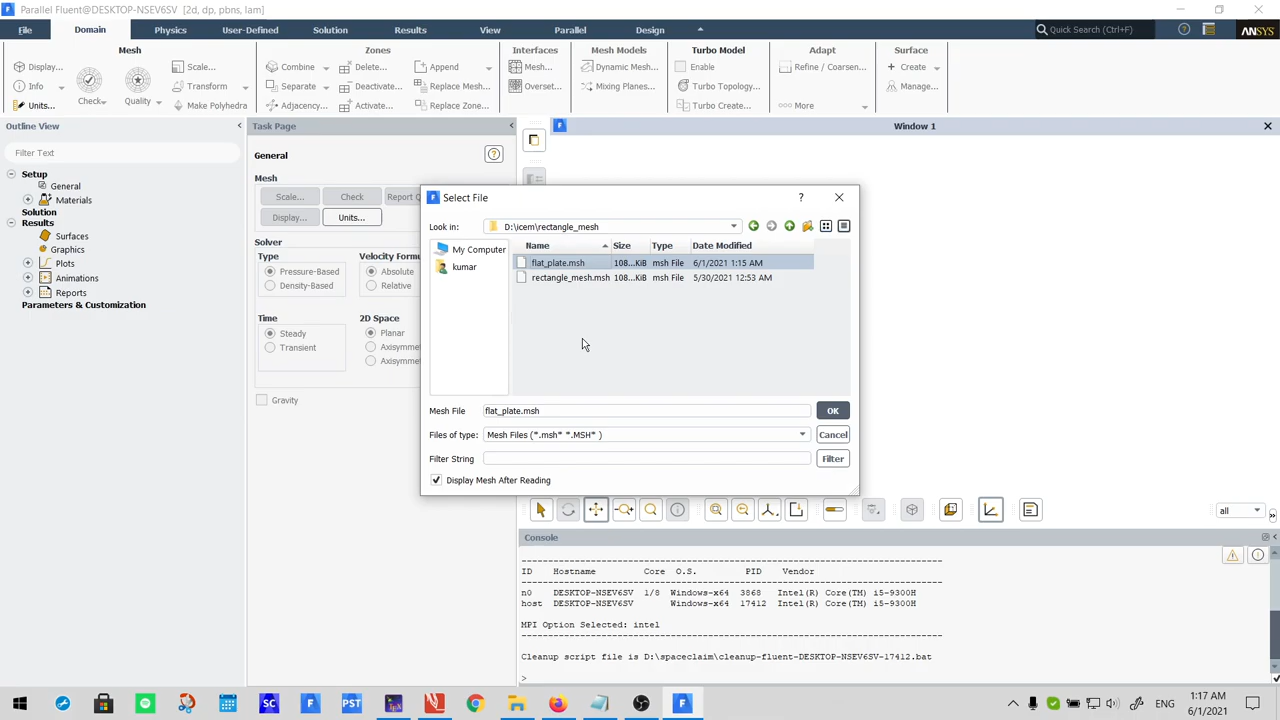 Parallel Fluent@DESKTOP-NSEV6SV [2d, dp, pbns, lam]
File Domain Physics User-Defined Solution Results View Parallel Design Quick Search (Ctrl+F) ANSYS
Mesh Zones Interfaces Mesh Models Turbo Model Adapt Surface
Display... Scale... Combine Delete... Append Mesh... Dynamic Mesh... Enable Refine / Coarsen... Create
Info Transform Separate Deactivate... Replace Mesh... Overset... Mixing Planes... Turbo Topology... Manage...
Units... Check Quality Make Polyhedra Adjacency... Activate... Replace Zone... Turbo Create... More
Outline View Task Page Window 1
Filter Text
General
Setup
General
Materials
Solution
Results
Surfaces
Graphics
Plots
Animations
Reports
Parameters & Customization
Mesh
Scale... Check Report Q
Display... Units...
Solver
Type Velocity Formu
Pressure-Based Absolute
Density-Based Relative
Time 2D Space
Steady Planar
Transient Axisymmet
Axisymme
Gravity
Select File
Look in: D:\icem\rectangle_mesh
My Computer
kumar
Name Size Type Date Modified
flat_plate.msh 108...KiB msh File 6/1/2021 1:15 AM
rectangle_mesh.msh 108...KiB msh File 5/30/2021 12:53 AM
Mesh File flat_plate.msh OK
Files of type: Mesh Files (*.msh* *.MSH* ) Cancel
Filter String Filter
Display Mesh After Reading
all
Console
ID Hostname Core O.S. PID Vendor
n0 DESKTOP-NSEV6SV 1/8 Windows-x64 3868 Intel(R) Core(TM) i5-9300H
host DESKTOP-NSEV6SV Windows-x64 17412 Intel(R) Core(TM) i5-9300H
MPI Option Selected: intel
Cleanup script file is D:\spaceclaim\cleanup-fluent-DESKTOP-NSEV6SV-17412.bat
>
SC F PST ENG 1:17 AM
6/1/2021